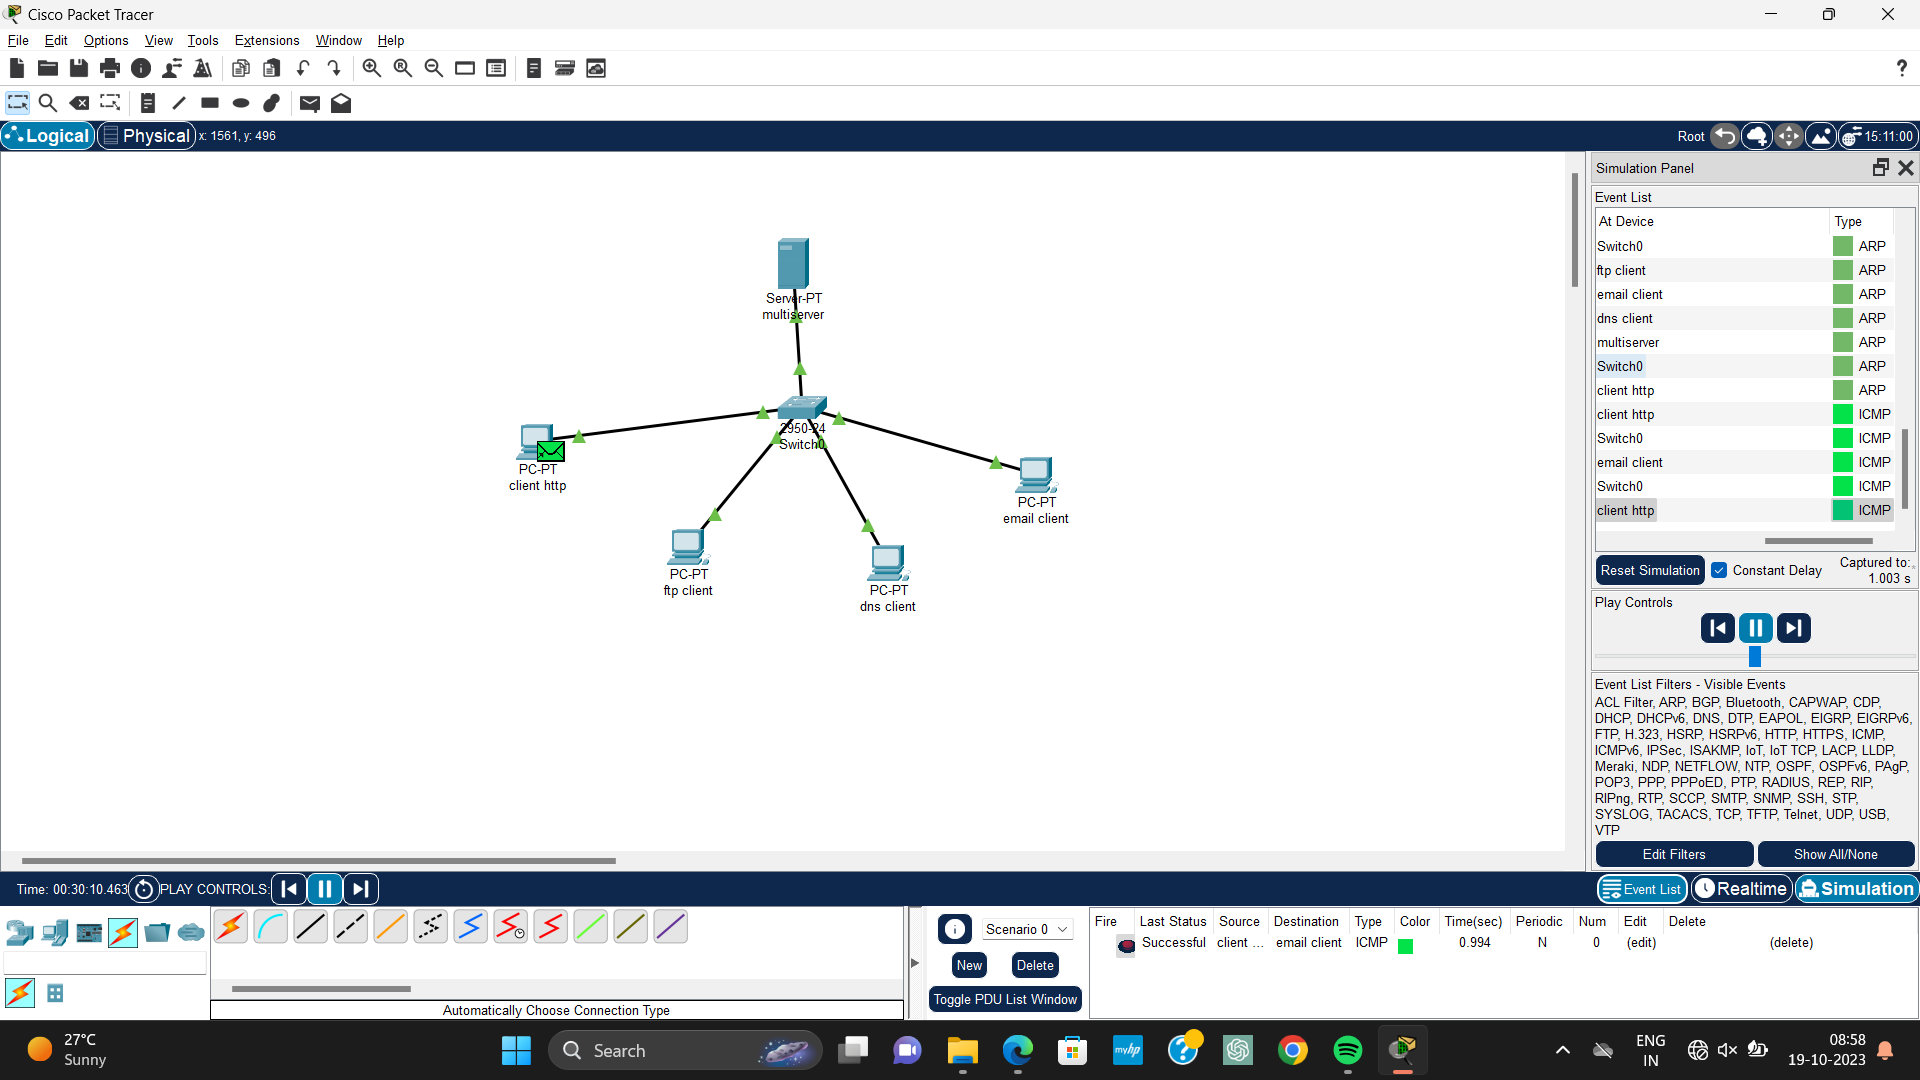 Cisco Packet Tracer
File Edit Options View Tools Extensions Window Help
Logical Physical x: 1561, y: 496
Root 15:11:00
Server-PT
multiserver
2950-24
Switch0
PC-PT
client http
PC-PT
ftp client
PC-PT
dns client
PC-PT
email client
Simulation Panel
Event List
At Device Type
Switch0 ARP
ftp client ARP
email client ARP
dns client ARP
multiserver ARP
Switch0 ARP
client http ARP
client http ICMP
Switch0 ICMP
email client ICMP
Switch0 ICMP
client http ICMP
Reset Simulation Constant Delay Captured to:
1.003 s
Play Controls
Event List Filters - Visible Events
ACL Filter, ARP, BGP, Bluetooth, CAPWAP, CDP,
DHCP, DHCPv6, DNS, DTP, EAPOL, EIGRP, EIGRPv6,
FTP, H.323, HSRP, HSRPv6, HTTP, HTTPS, ICMP,
ICMPv6, IPSec, ISAKMP, IoT, IoT TCP, LACP, LLDP,
Meraki, NDP, NETFLOW, NTP, OSPF, OSPFv6, PAgP,
POP3, PPP, PPPoED, PTP, RADIUS, REP, RIP,
RIPng, RTP, SCCP, SMTP, SNMP, SSH, STP,
SYSLOG, TACACS, TCP, TFTP, Telnet, UDP, USB,
VTP
Edit Filters Show All/None
Time: 00:30:10.463 PLAY CONTROLS:
Event List Realtime Simulation
Automatically Choose Connection Type
Scenario 0
New Delete
Toggle PDU List Window
Fire Last Status Source Destination Type Color Time(sec) Periodic Num Edit Delete
Successful client ... email client ICMP 0.994 N 0 (edit) (delete)
27°C
Sunny
Search
myhp
ENG
IN
08:58
19-10-2023